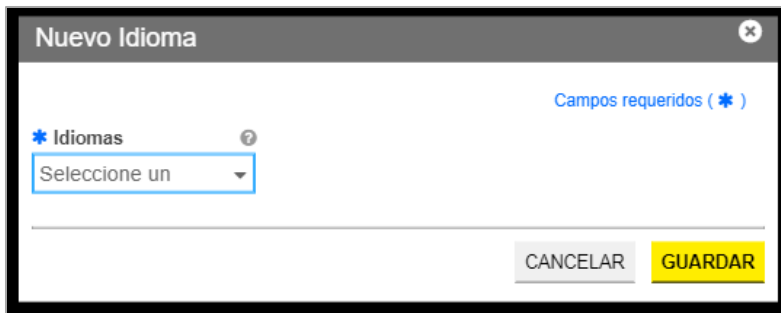 Nuevo Idioma
Campos requeridos ( * )
* Idiomas
Seleccione un
CANCELAR GUARDAR